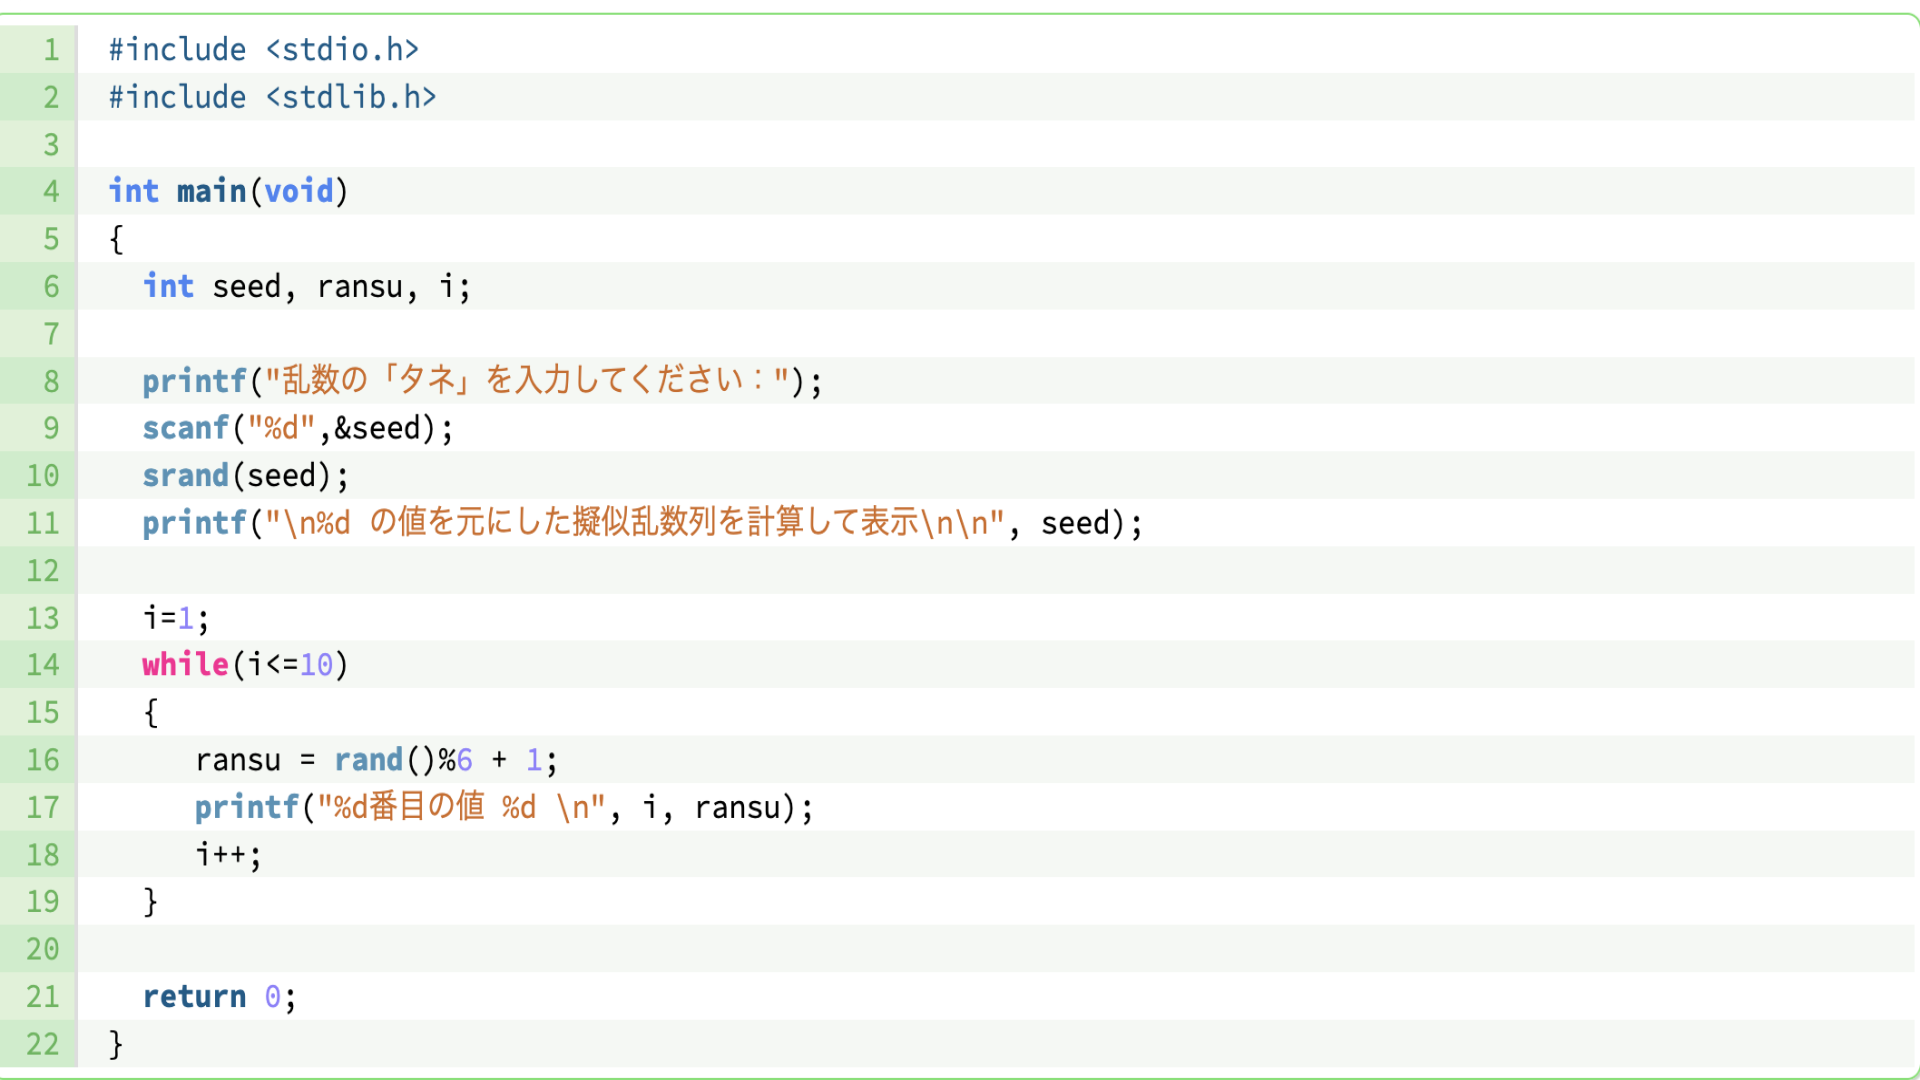 1 #include <stdio.h>
2 #include <stdlib.h>
3
4 int main(void)
5 {
6 int seed, ransu, i;
7
8 printf("乱数の「タネ」を入力してください：");
9 scanf("%d",&seed);
10 srand(seed);
11 printf("\n%d の値を元にした擬似乱数列を計算して表示\n\n", seed);
12
13 i=1;
14 while(i<=10)
15 {
16 ransu = rand()%6 + 1;
17 printf("%d番目の値 %d \n", i, ransu);
18 i++;
19 }
20
21 return 0;
22 }